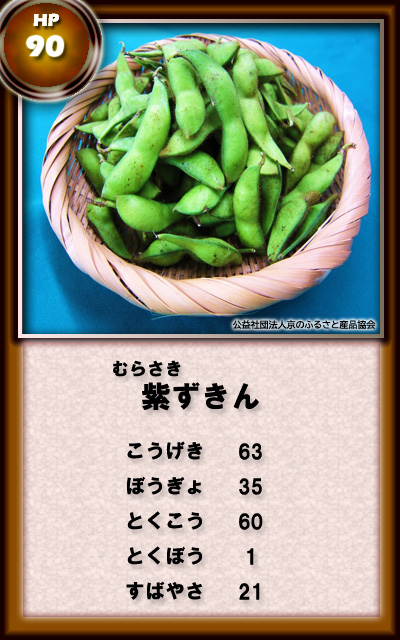 HP
90
公益社団法人京のふるさと産品協会
むらさき
紫ずきん
こうげき 63
ぼうぎょ 35
とくこう 60
とくぼう 1
すばやさ 21